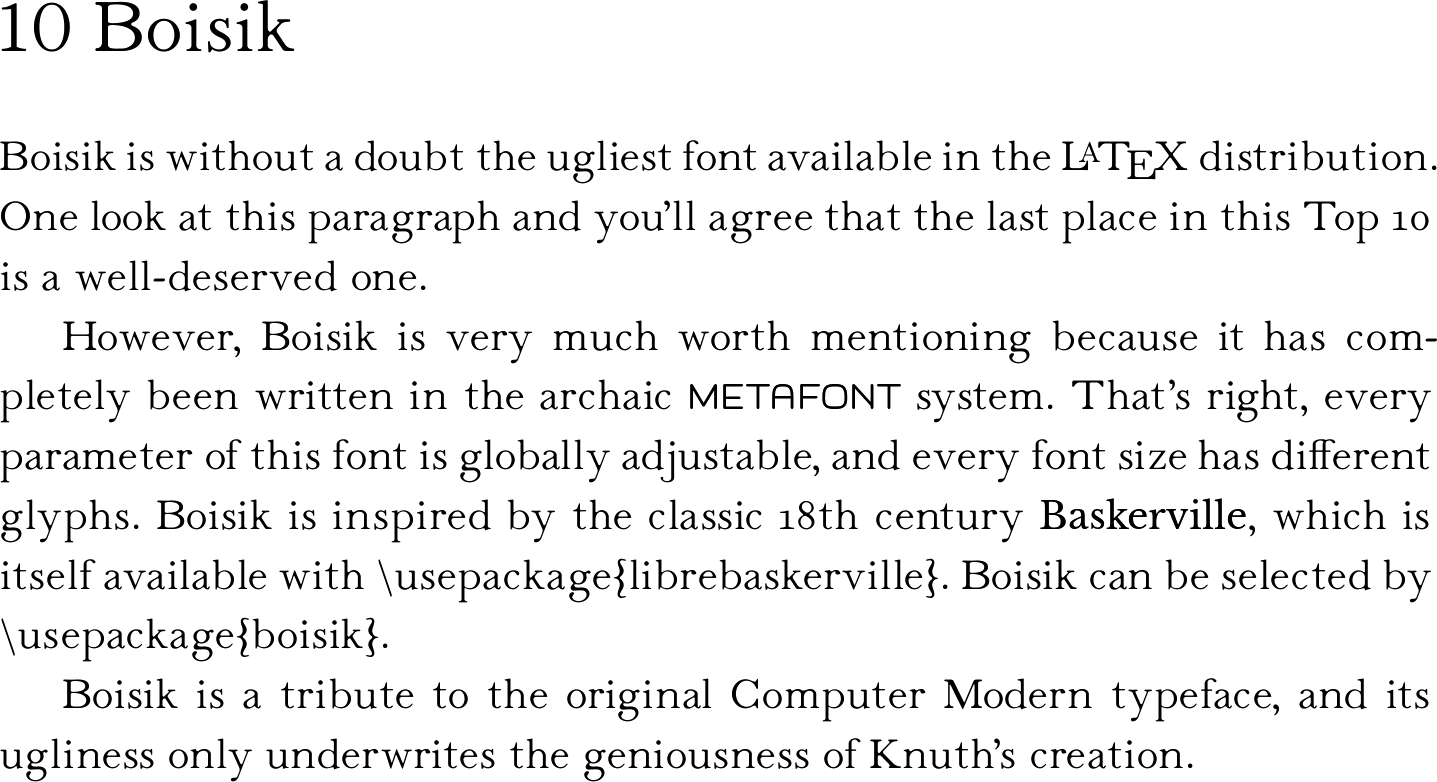 10 Boisik
Boisik is without a doubt the ugliest font available in the LATEX distribution.
One look at this paragraph and you’ll agree that the last place in this Top 10
is a well-deserved one.
However, Boisik is very much worth mentioning because it has com-
pletely been written in the archaic METAFONT system. That’s right, every
parameter of this font is globally adjustable, and every font size has different
glyphs. Boisik is inspired by the classic 18th century Baskerville, which is
itself available with \usepackage{librebaskerville}. Boisik can be selected by
\usepackage{boisik}.
Boisik is a tribute to the original Computer Modern typeface, and its
ugliness only underwrites the geniousness of Knuth’s creation.